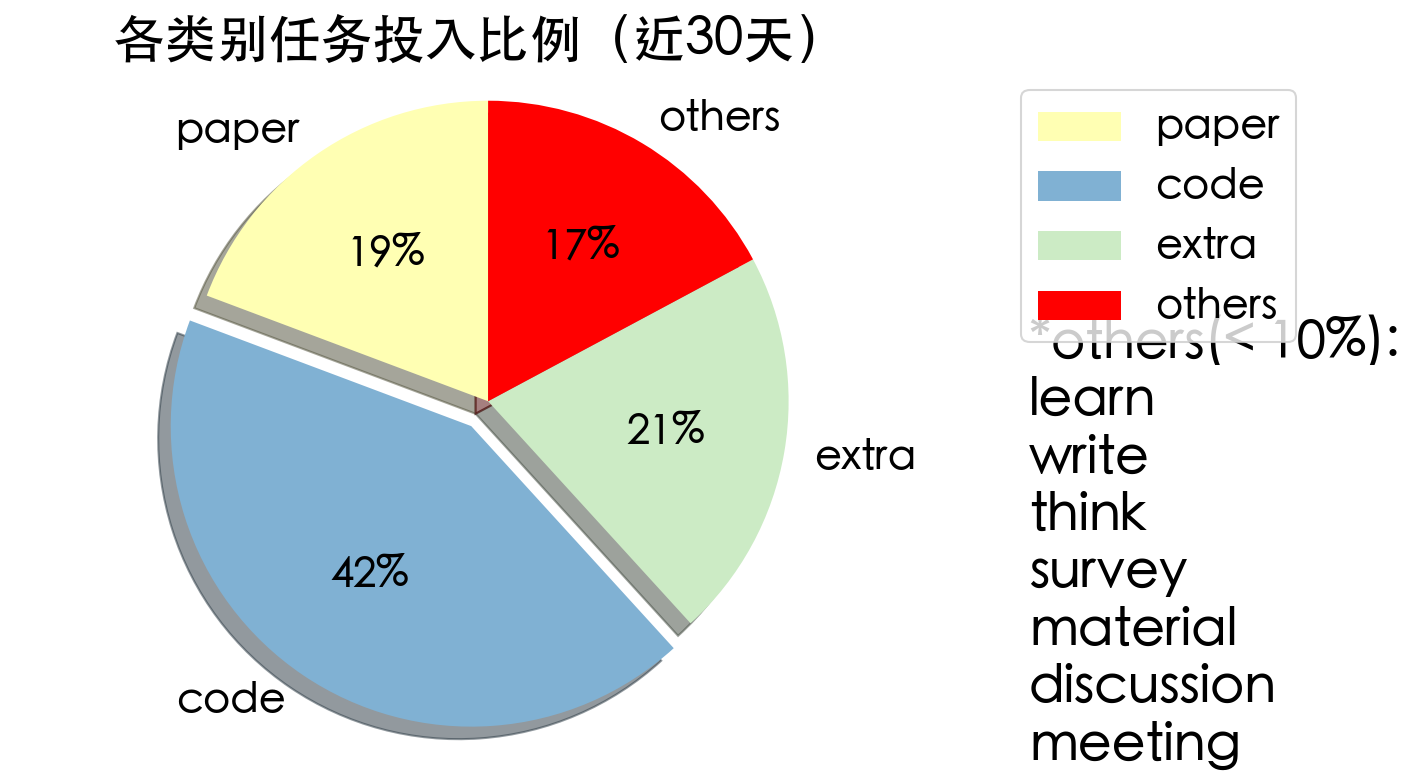 各类别任务投入比例（近30天）
paper
others
19%
17%
21%
extra
42%
code
paper
code
extra
others
*others(< 10%):
learn
write
think
survey
material
discussion
meeting